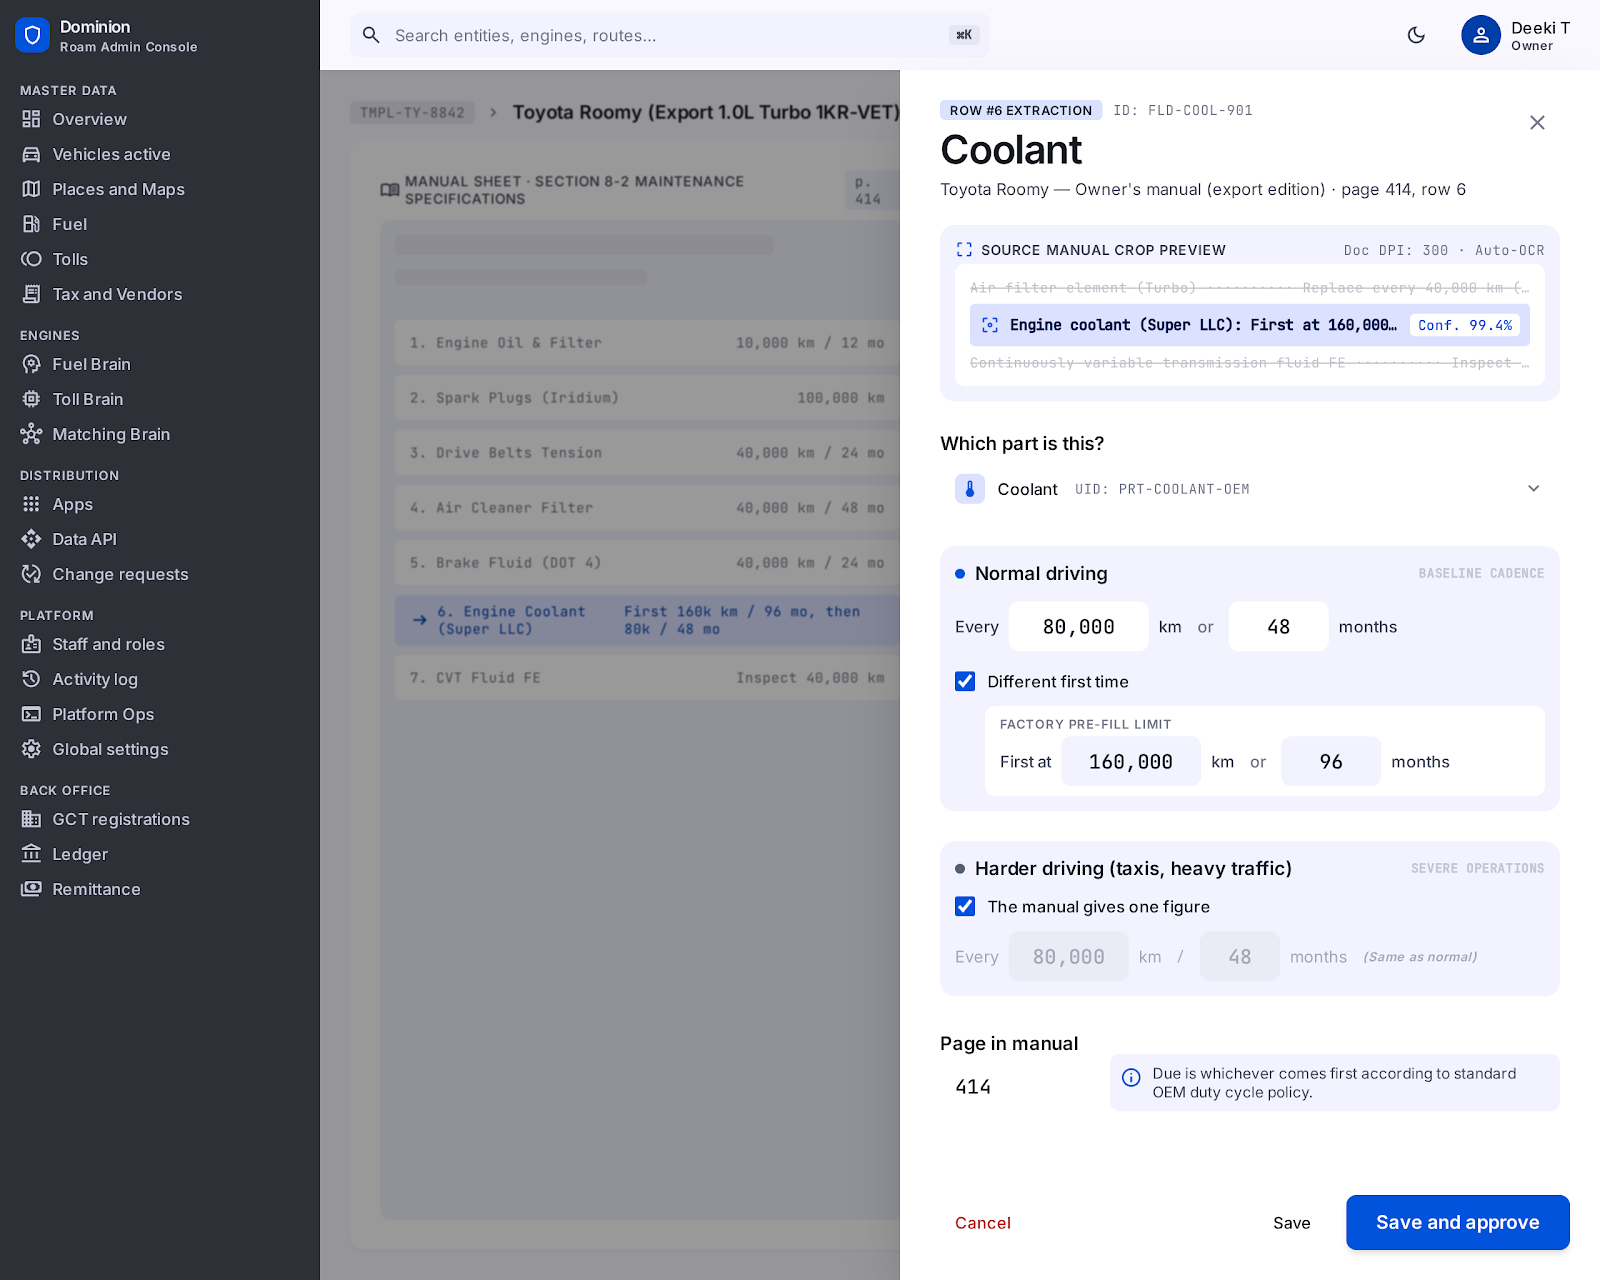 Dominion
Roam Admin Console
MASTER DATA
Overview
Vehicles active
Places and Maps
Fuel
Tolls
Tax and Vendors
ENGINES
Fuel Brain
Toll Brain
Matching Brain
DISTRIBUTION
Apps
Data API
Change requests
PLATFORM
Staff and roles
Activity log
Platform Ops
Global settings
BACK OFFICE
GCT registrations
Ledger
Remittance
Search entities, engines, routes...
⌘K
Deeki T
Owner
TMPL-TY-8842 > Toyota Roomy (Export 1.0L Turbo 1KR-VET)
MANUAL SHEET · SECTION 8-2 MAINTENANCE
SPECIFICATIONS
p.
414
1. Engine Oil & Filter 10,000 km / 12 mo
2. Spark Plugs (Iridium) 100,000 km
3. Drive Belts Tension 40,000 km / 24 mo
4. Air Cleaner Filter 40,000 km / 48 mo
5. Brake Fluid (DOT 4) 40,000 km / 24 mo
→ 6. Engine Coolant First 160k km / 96 mo, then
(Super LLC) 80k / 48 mo
7. CVT Fluid FE Inspect 40,000 km
ROW #6 EXTRACTION ID: FLD-COOL-901
Coolant
Toyota Roomy — Owner's manual (export edition) · page 414, row 6
SOURCE MANUAL CROP PREVIEW Doc DPI: 300 · Auto-OCR
Air filter element (Turbo) ·········· Replace every 40,000 km (…
Engine coolant (Super LLC): First at 160,000… Conf. 99.4%
Continuously variable transmission fluid FE ·········· Inspect …
Which part is this?
Coolant UID: PRT-COOLANT-OEM
Normal driving BASELINE CADENCE
Every 80,000 km or 48 months
Different first time
FACTORY PRE-FILL LIMIT
First at 160,000 km or 96 months
Harder driving (taxis, heavy traffic) SEVERE OPERATIONS
The manual gives one figure
Every 80,000 km / 48 months (Same as normal)
Page in manual
414
Due is whichever comes first according to standard
OEM duty cycle policy.
Cancel
Save
Save and approve